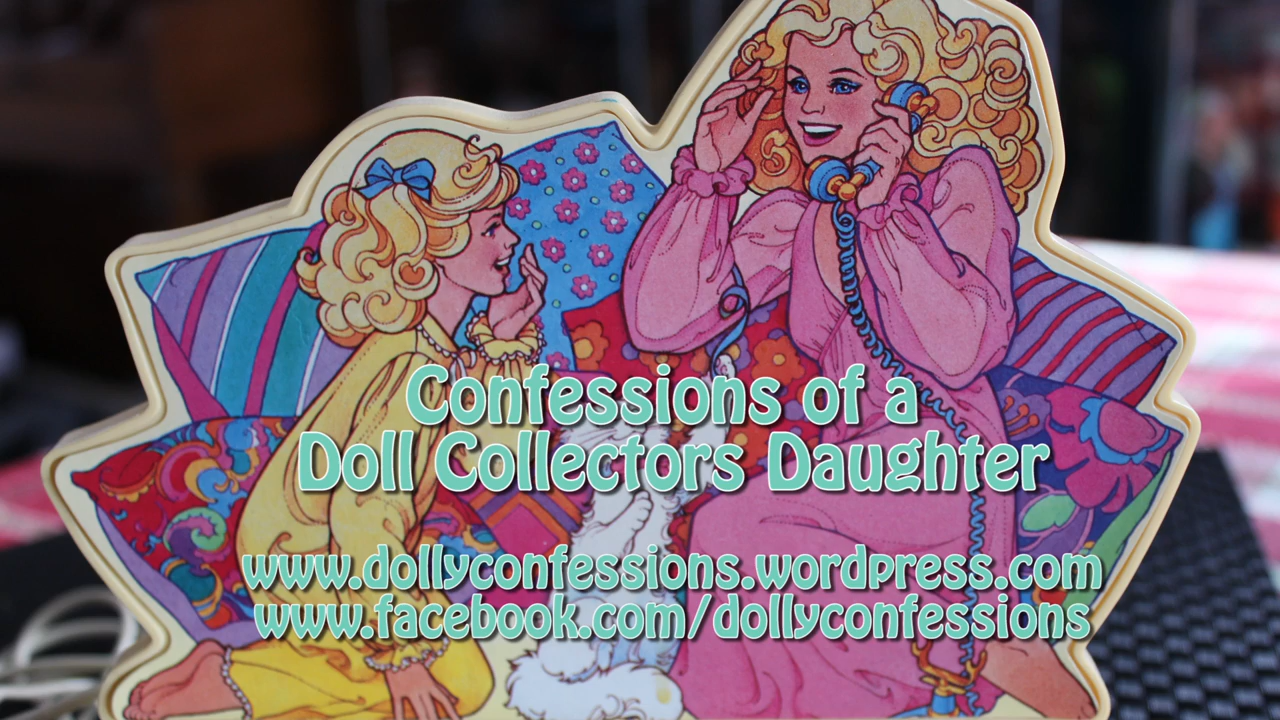 Confessions of a
Doll Collectors Daughter
www.dollyconfessions.wordpress.com
www.facebook.com/dollyconfessions